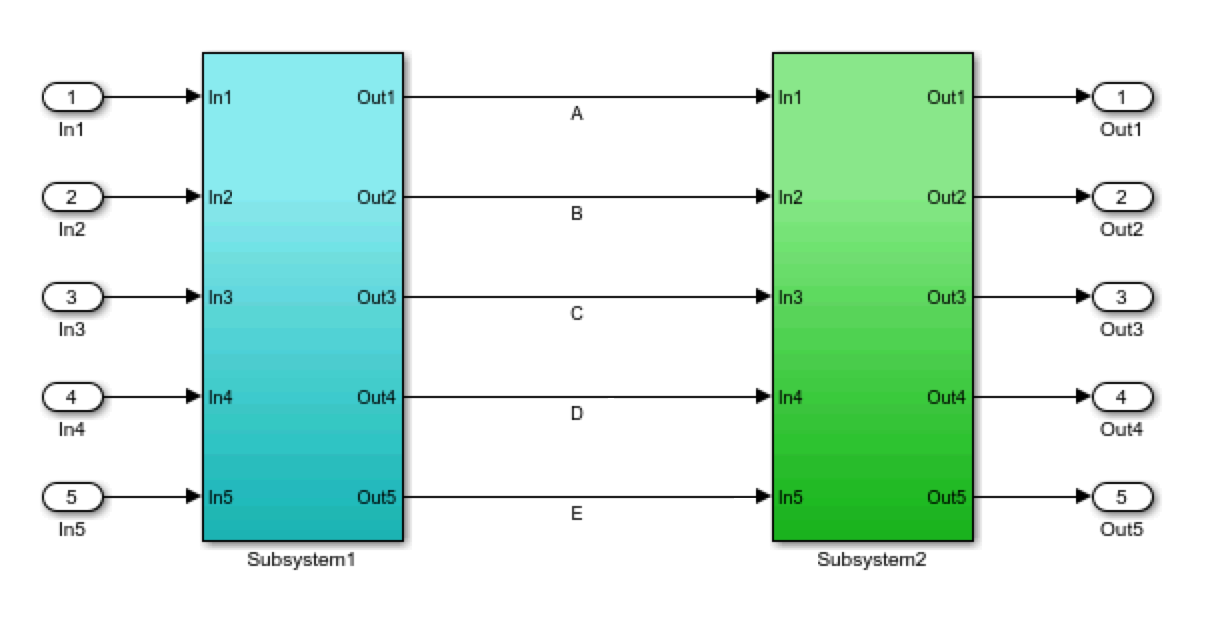 1 In1 Out1 In1 Out1 1
In1 A Out1
2 In2 Out2 In2 Out2 2
In2 B Out2
3 In3 Out3 In3 Out3 3
In3 C Out3
4 In4 Out4 In4 Out4 4
In4 D Out4
5 In5 Out5 In5 Out5 5
In5 E Out5
Subsystem1 Subsystem2